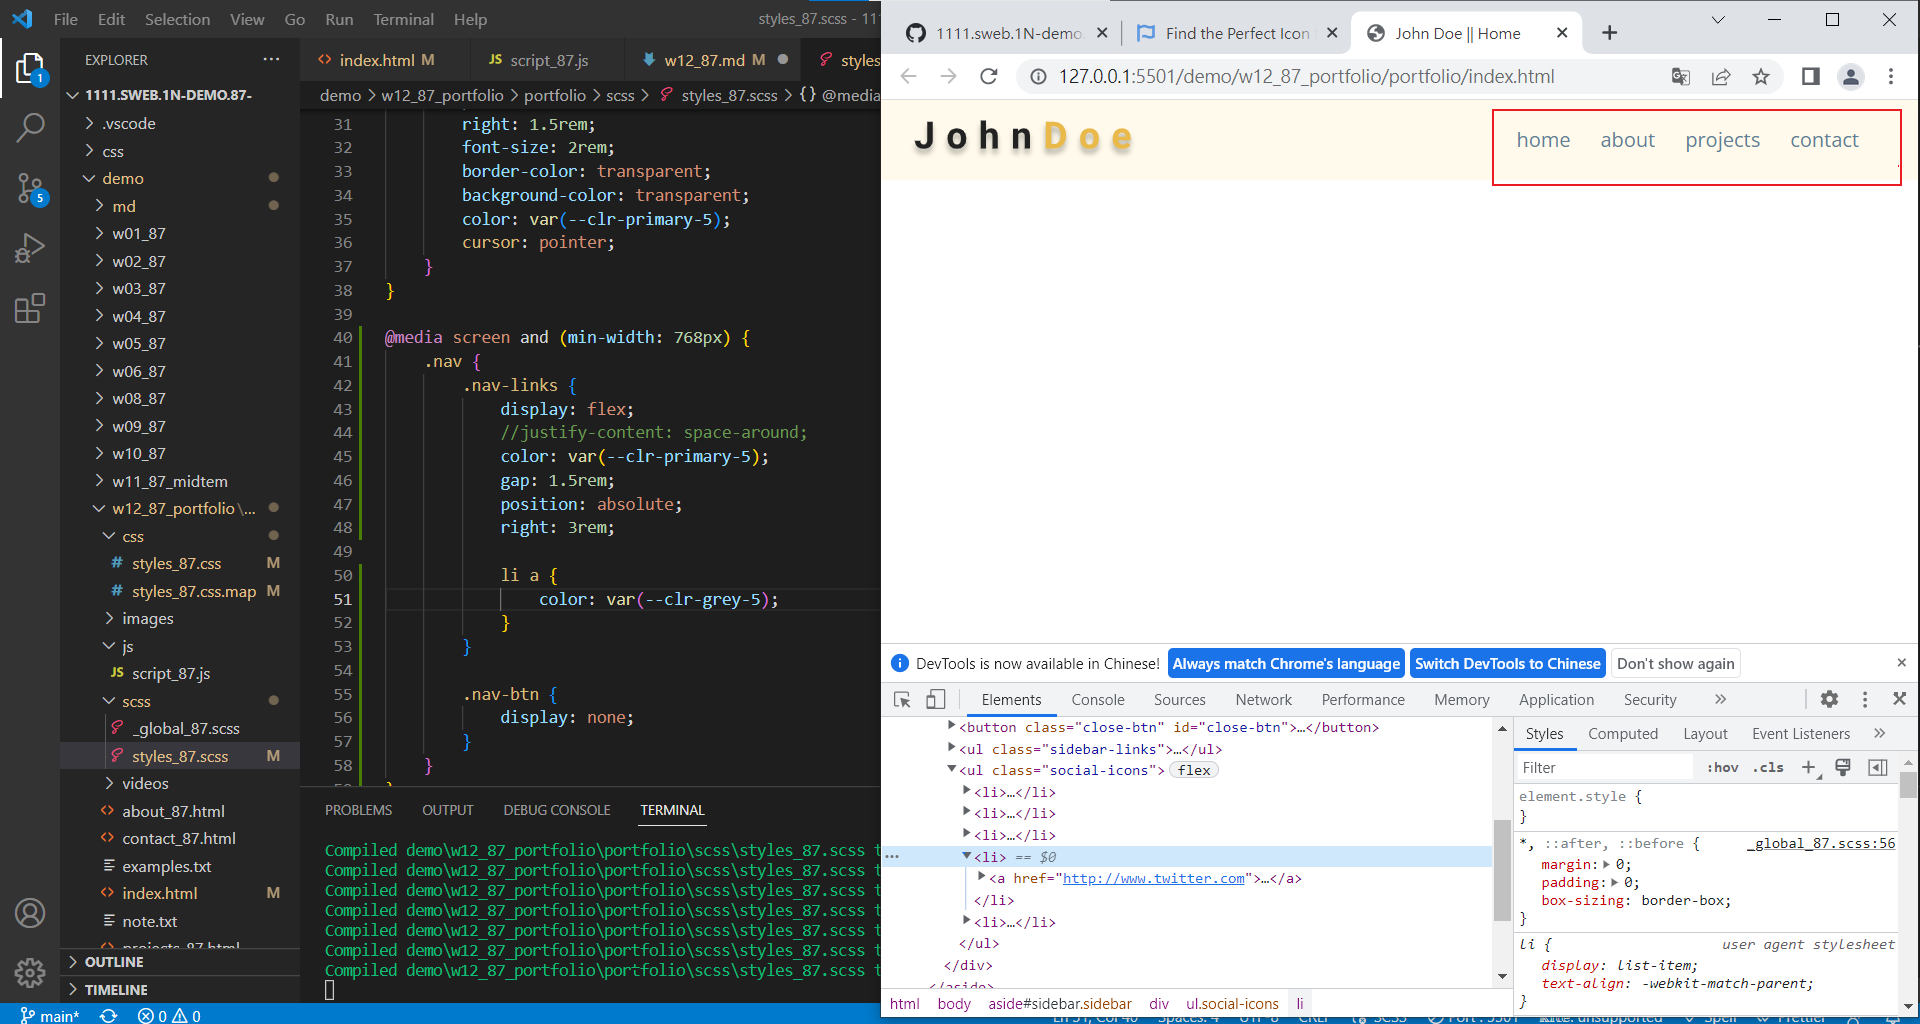 File Edit Selection View Go Run Terminal Help
styles_87.scss - 111
EXPLORER
1111.SWEB.1N-DEMO.87-
.vscode
css
demo
md
w01_87
w02_87
w03_87
w04_87
w05_87
w06_87
w08_87
w09_87
w10_87
w11_87_midtem
w12_87_portfolio\...
css
styles_87.css M
styles_87.css.map M
images
js
script_87.js
scss
_global_87.scss
styles_87.scss M
videos
about_87.html
contact_87.html
examples.txt
index.html M
note.txt
projects_87.html
OUTLINE
TIMELINE
index.html M
script_87.js
w12_87.md M
styles
demo > w12_87_portfolio > portfolio > scss > styles_87.scss > {} @media
31 right: 1.5rem;
32 font-size: 2rem;
33 border-color: transparent;
34 background-color: transparent;
35 color: var(--clr-primary-5);
36 cursor: pointer;
37 }
38 }
39
40 @media screen and (min-width: 768px) {
41 .nav {
42 .nav-links {
43 display: flex;
44 //justify-content: space-around;
45 color: var(--clr-primary-5);
46 gap: 1.5rem;
47 position: absolute;
48 right: 3rem;
49
50 li a {
51 color: var(--clr-grey-5);
52 }
53 }
54
55 .nav-btn {
56 display: none;
57 }
58 }
PROBLEMS OUTPUT DEBUG CONSOLE TERMINAL
Compiled demo\w12_87_portfolio\portfolio\scss\styles_87.scss t
Compiled demo\w12_87_portfolio\portfolio\scss\styles_87.scss t
Compiled demo\w12_87_portfolio\portfolio\scss\styles_87.scss t
Compiled demo\w12_87_portfolio\portfolio\scss\styles_87.scss t
Compiled demo\w12_87_portfolio\portfolio\scss\styles_87.scss t
Compiled demo\w12_87_portfolio\portfolio\scss\styles_87.scss t
Compiled demo\w12_87_portfolio\portfolio\scss\styles_87.scss t
main* 0 0
1111.sweb.1N-demo.
Find the Perfect Icon
John Doe || Home
127.0.0.1:5501/demo/w12_87_portfolio/portfolio/index.html
JohnDoe
home about projects contact
DevTools is now available in Chinese! Always match Chrome's language Switch DevTools to Chinese Don't show again
Elements Console Sources Network Performance Memory Application Security
<button class="close-btn" id="close-btn">…</button>
<ul class="sidebar-links">…</ul>
<ul class="social-icons"> flex
<li>…</li>
<li>…</li>
<li>…</li>
<li> == $0
<a href="http://www.twitter.com">…</a>
</li>
<li>…</li>
</ul>
</div>
</aside>
html body aside#sidebar.sidebar div ul.social-icons li
Styles Computed Layout Event Listeners
Filter :hov .cls
element.style {
}
*, ::after, ::before { _global_87.scss:56
margin: 0;
padding: 0;
box-sizing: border-box;
}
li { user agent stylesheet
display: list-item;
text-align: -webkit-match-parent;
}